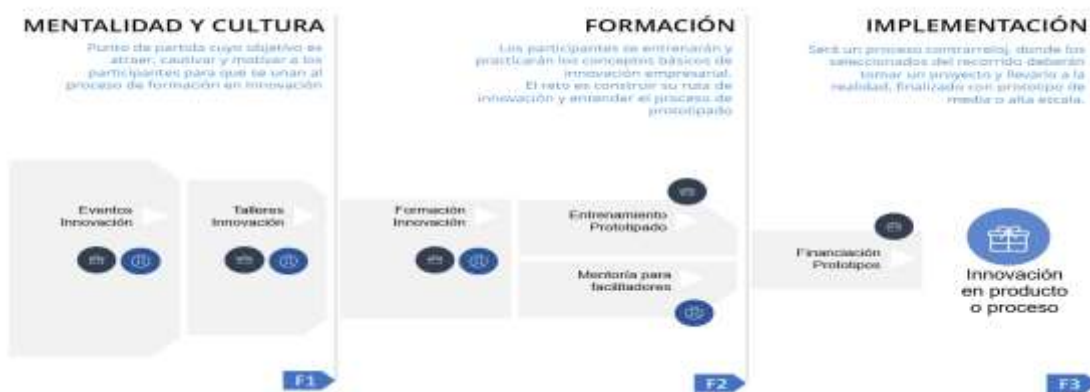 MENTALIDAD Y CULTURA
Punto de partida cuyo objetivo es
atraer, cautivar y motivar a los
participantes para que se unan al
proceso de formación en Innovación
Eventos
Innovación
Talleres
Innovación
F1
FORMACIÓN
Los participantes se entrenarán y
practicarán los conceptos básicos de
innovación empresarial.
El reto es construir su ruta de
innovación y entender el proceso de
prototipado
Formación
Innovación
Entrenamiento
Prototipado
Mentoría para
facilitadores
F2
IMPLEMENTACIÓN
Será un proceso contrarreloj, donde los
seleccionados del recorrido deberán
tomar un proyecto y llevarlo a la
realidad, finalizado con prototipo de
media o alta escala.
Financiación
Prototipos
Innovación
en producto
o proceso
F3